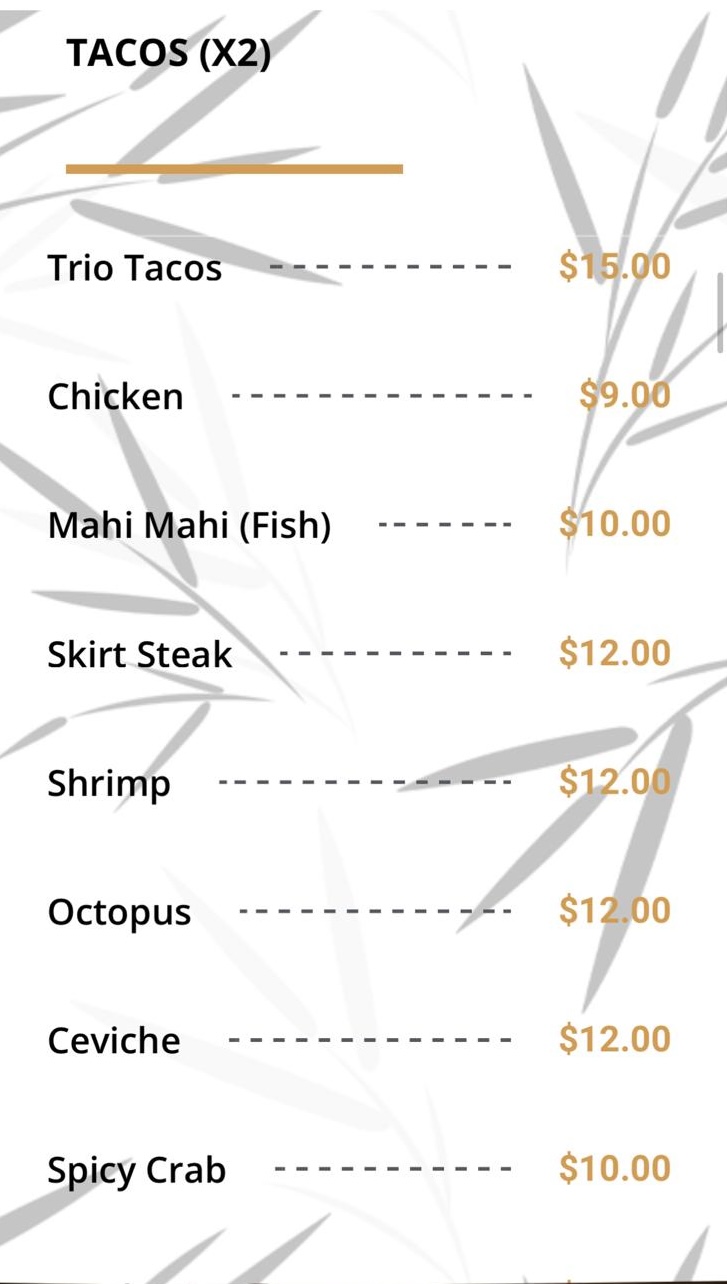 TACOS (X2)
Trio Tacos $15.00
Chicken $9.00
Mahi Mahi (Fish) $10.00
Skirt Steak $12.00
Shrimp $12.00
Octopus $12.00
Ceviche $12.00
Spicy Crab $10.00